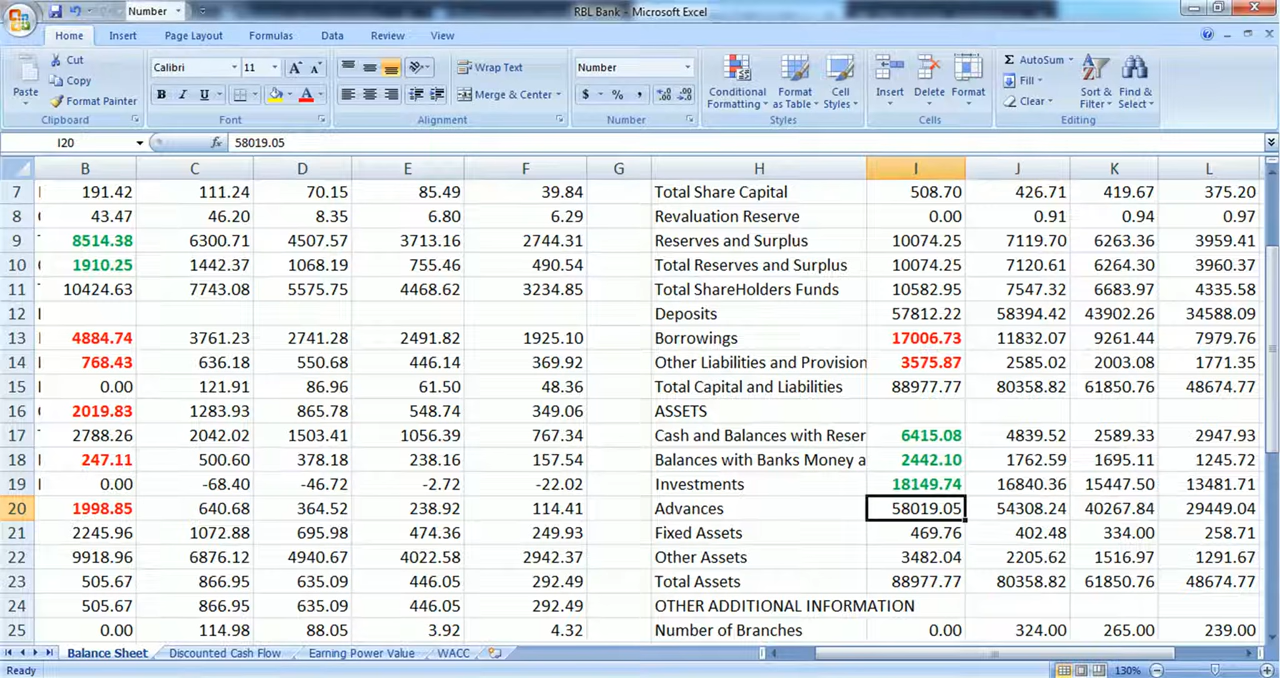 Number
RBL Bank - Microsoft Excel
Home Insert Page Layout Formulas Data Review View
Paste
Cut
Copy
Format Painter
Clipboard
Calibri 11
B I U
Font
Wrap Text
Merge & Center
Alignment
Number
$ % ,
Number
Conditional Formatting
Format as Table
Cell Styles
Styles
Insert Delete Format
Cells
Σ AutoSum
Fill
Clear
Sort & Filter
Find & Select
Editing
I20 fx 58019.05
B C D E F G H I J K L
7 191.42 111.24 70.15 85.49 39.84 Total Share Capital 508.70 426.71 419.67 375.20
8 43.47 46.20 8.35 6.80 6.29 Revaluation Reserve 0.00 0.91 0.94 0.97
9 8514.38 6300.71 4507.57 3713.16 2744.31 Reserves and Surplus 10074.25 7119.70 6263.36 3959.41
10 1910.25 1442.37 1068.19 755.46 490.54 Total Reserves and Surplus 10074.25 7120.61 6264.30 3960.37
11 10424.63 7743.08 5575.75 4468.62 3234.85 Total ShareHolders Funds 10582.95 7547.32 6683.97 4335.58
12 Deposits 57812.22 58394.42 43902.26 34588.09
13 4884.74 3761.23 2741.28 2491.82 1925.10 Borrowings 17006.73 11832.07 9261.44 7979.76
14 768.43 636.18 550.68 446.14 369.92 Other Liabilities and Provision 3575.87 2585.02 2003.08 1771.35
15 0.00 121.91 86.96 61.50 48.36 Total Capital and Liabilities 88977.77 80358.82 61850.76 48674.77
16 2019.83 1283.93 865.78 548.74 349.06 ASSETS
17 2788.26 2042.02 1503.41 1056.39 767.34 Cash and Balances with Reser 6415.08 4839.52 2589.33 2947.93
18 247.11 500.60 378.18 238.16 157.54 Balances with Banks Money a 2442.10 1762.59 1695.11 1245.72
19 0.00 -68.40 -46.72 -2.72 -22.02 Investments 18149.74 16840.36 15447.50 13481.71
20 1998.85 640.68 364.52 238.92 114.41 Advances 58019.05 54308.24 40267.84 29449.04
21 2245.96 1072.88 695.98 474.36 249.93 Fixed Assets 469.76 402.48 334.00 258.71
22 9918.96 6876.12 4940.67 4022.58 2942.37 Other Assets 3482.04 2205.62 1516.97 1291.67
23 505.67 866.95 635.09 446.05 292.49 Total Assets 88977.77 80358.82 61850.76 48674.77
24 505.67 866.95 635.09 446.05 292.49 OTHER ADDITIONAL INFORMATION
25 0.00 114.98 88.05 3.92 4.32 Number of Branches 0.00 324.00 265.00 239.00
Balance Sheet Discounted Cash Flow Earning Power Value WACC
Ready 130%